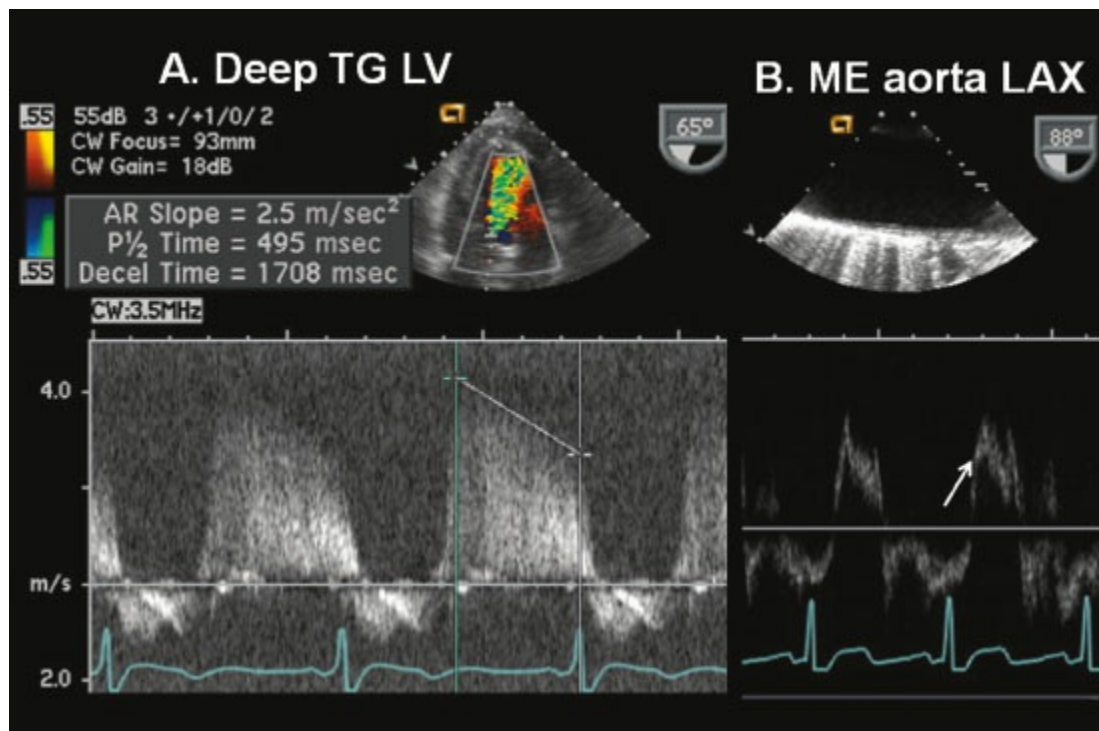 A. Deep TG LV
B. ME aorta LAX
.55
55dB 3 •/+1/0/2
CW Focus= 93mm
CW Gain= 18dB
65°
88°
AR Slope = 2.5 m/sec²
P½ Time = 495 msec
Decel Time = 1708 msec
.55
CW:3.5MHz
4.0
m/s
2.0